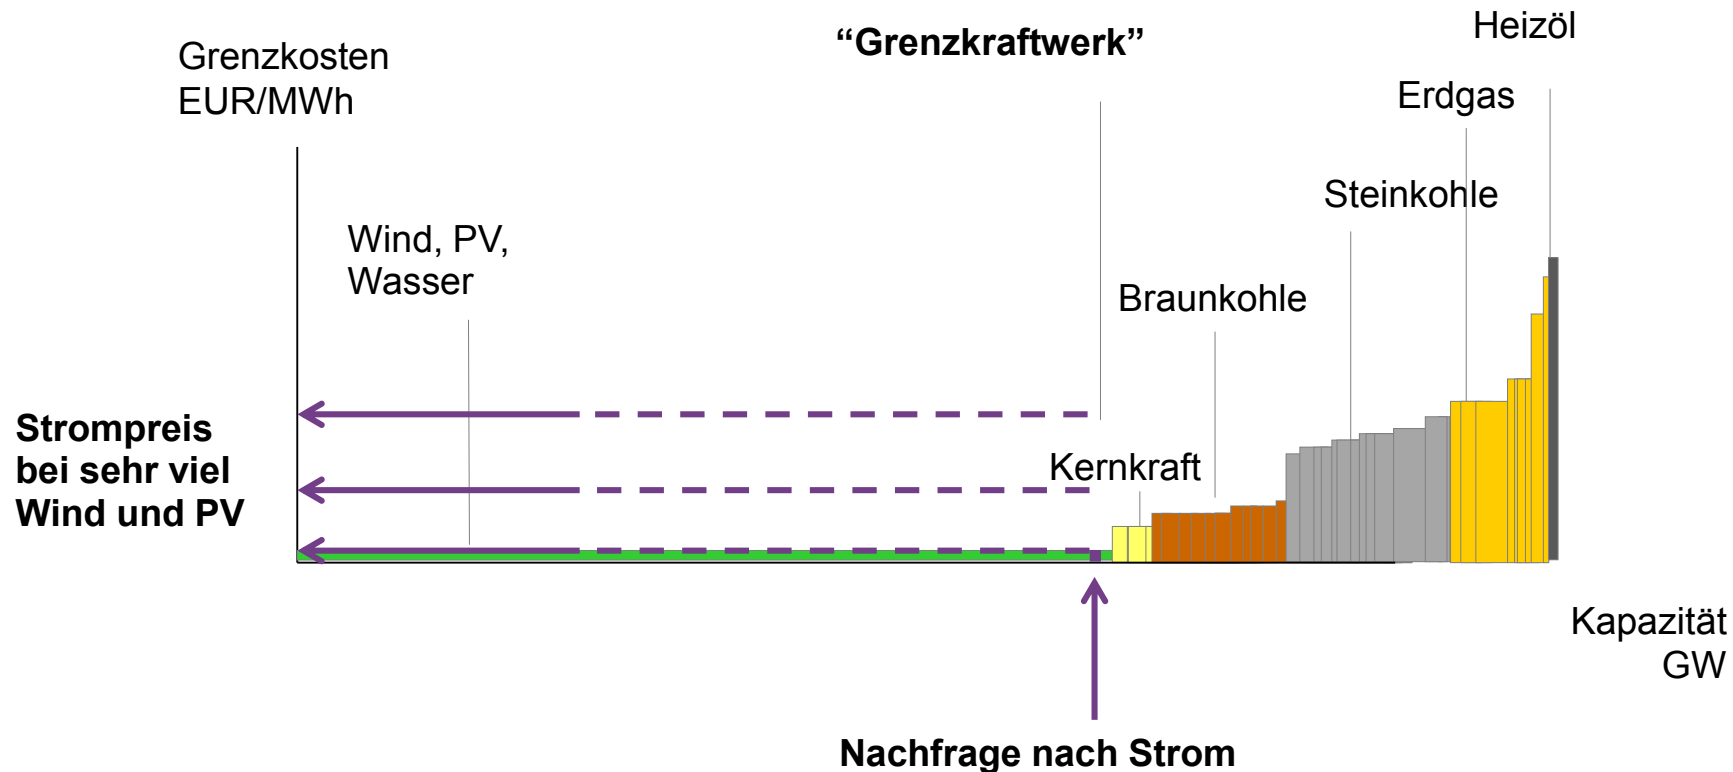 Grenzkosten
EUR/MWh
“Grenzkraftwerk”
Heizöl
Erdgas
Steinkohle
Wind, PV,
Wasser
Braunkohle
Strompreis
bei sehr viel
Wind und PV
Kernkraft
Kapazität
GW
Nachfrage nach Strom